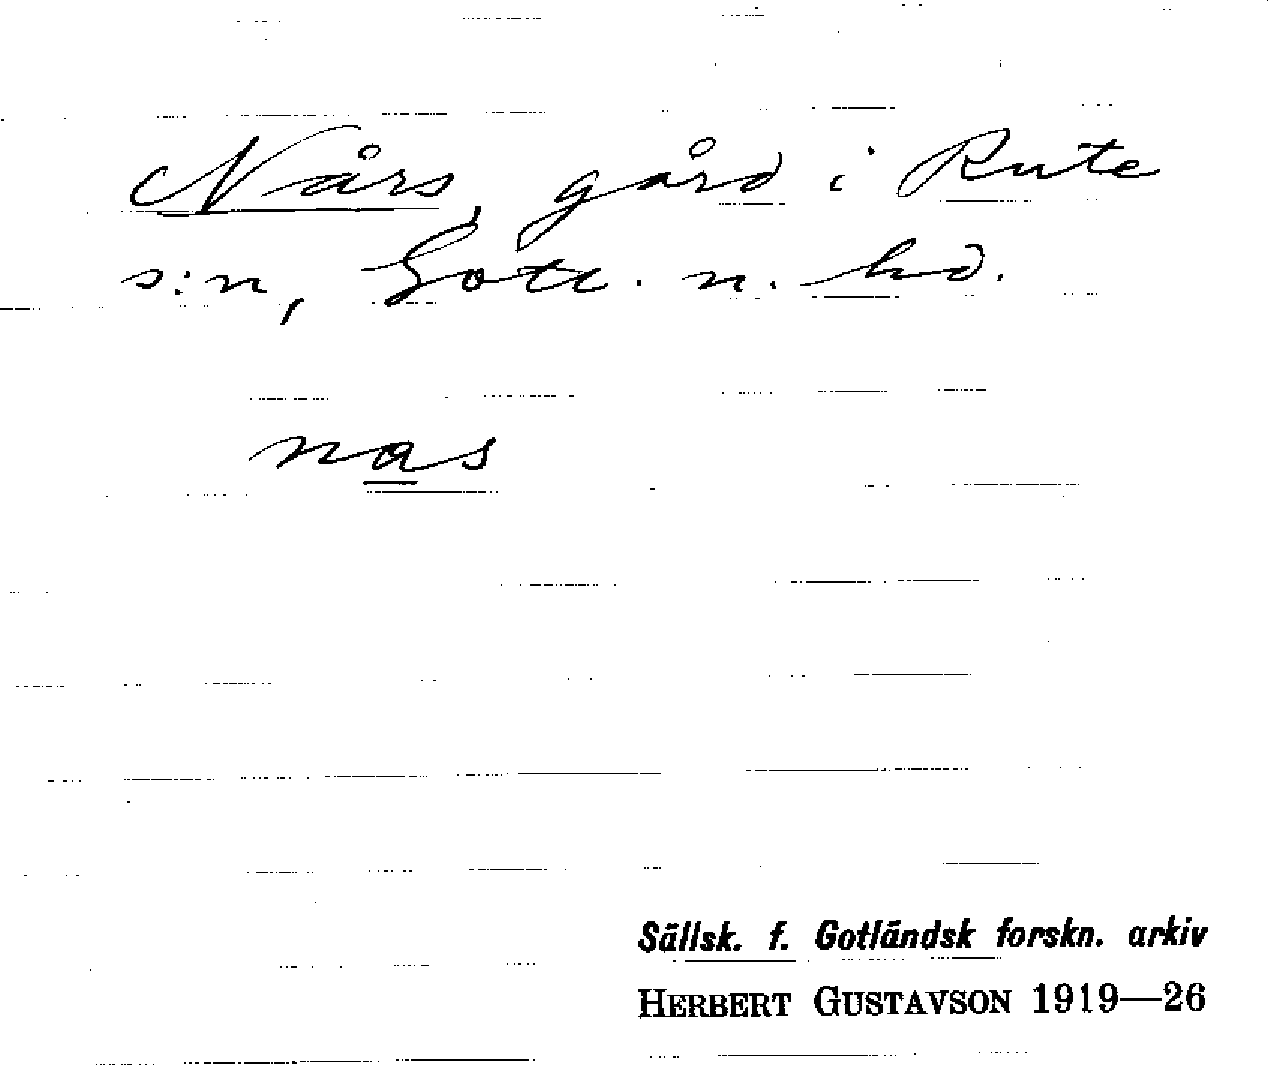 Nårs, gård i Rute
s:n, Gotl. n. hd.
nas
Sällsk. f. Gotländsk forskn. arkiv
HERBERT GUSTAVSON 1919—26